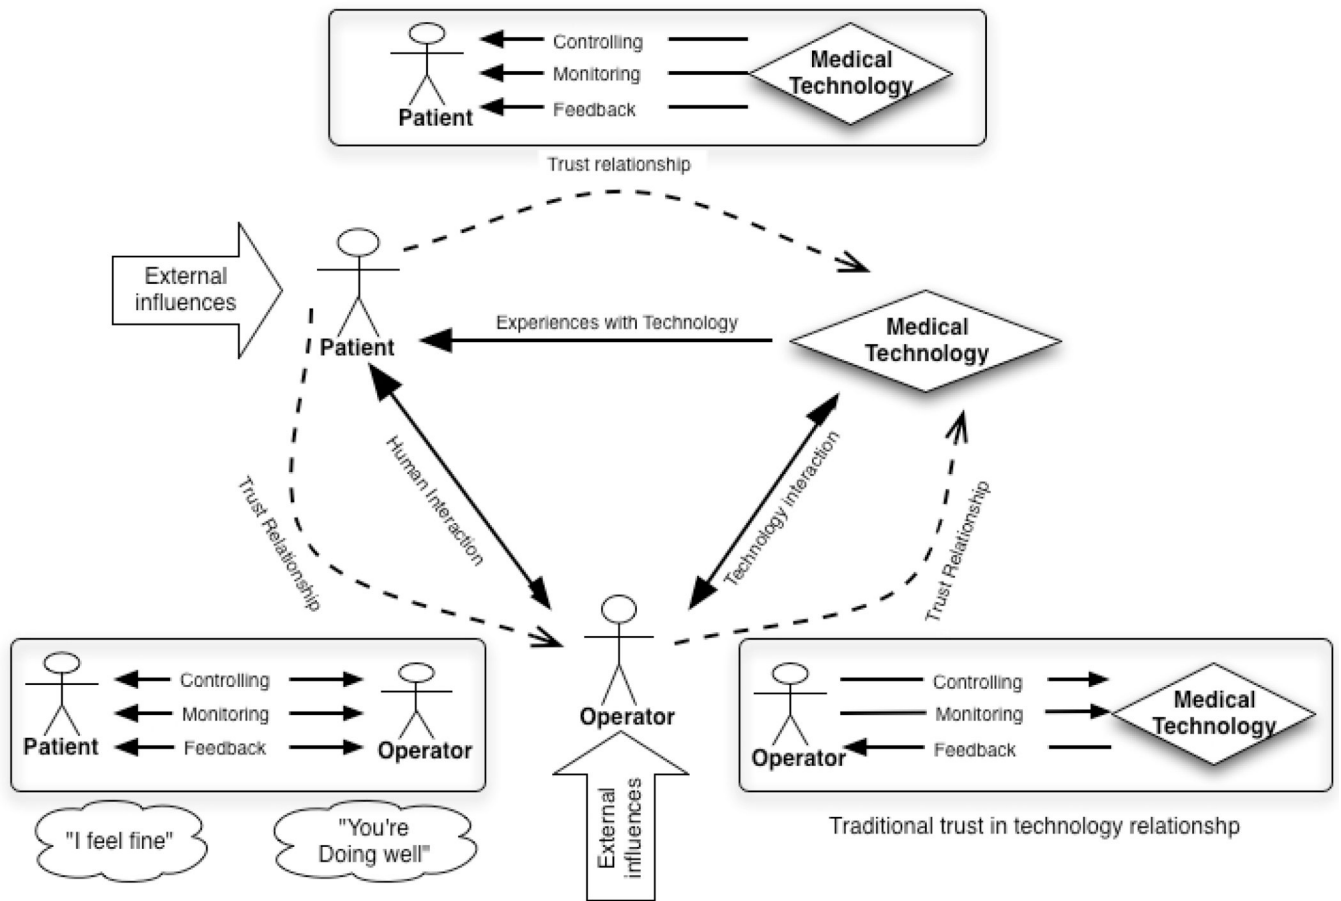 Controlling
Monitoring
Feedback
Patient
Medical
Technology
Trust relationship
External
influences
Patient
Experiences with Technology
Medical
Technology
Human Interaction
Technology interaction
Trust Relationship
Trust Relationship
Operator
External
influences
Controlling
Monitoring
Feedback
Patient
Operator
"I feel fine"
"You're
Doing well"
Controlling
Monitoring
Feedback
Operator
Medical
Technology
Traditional trust in technology relationshp